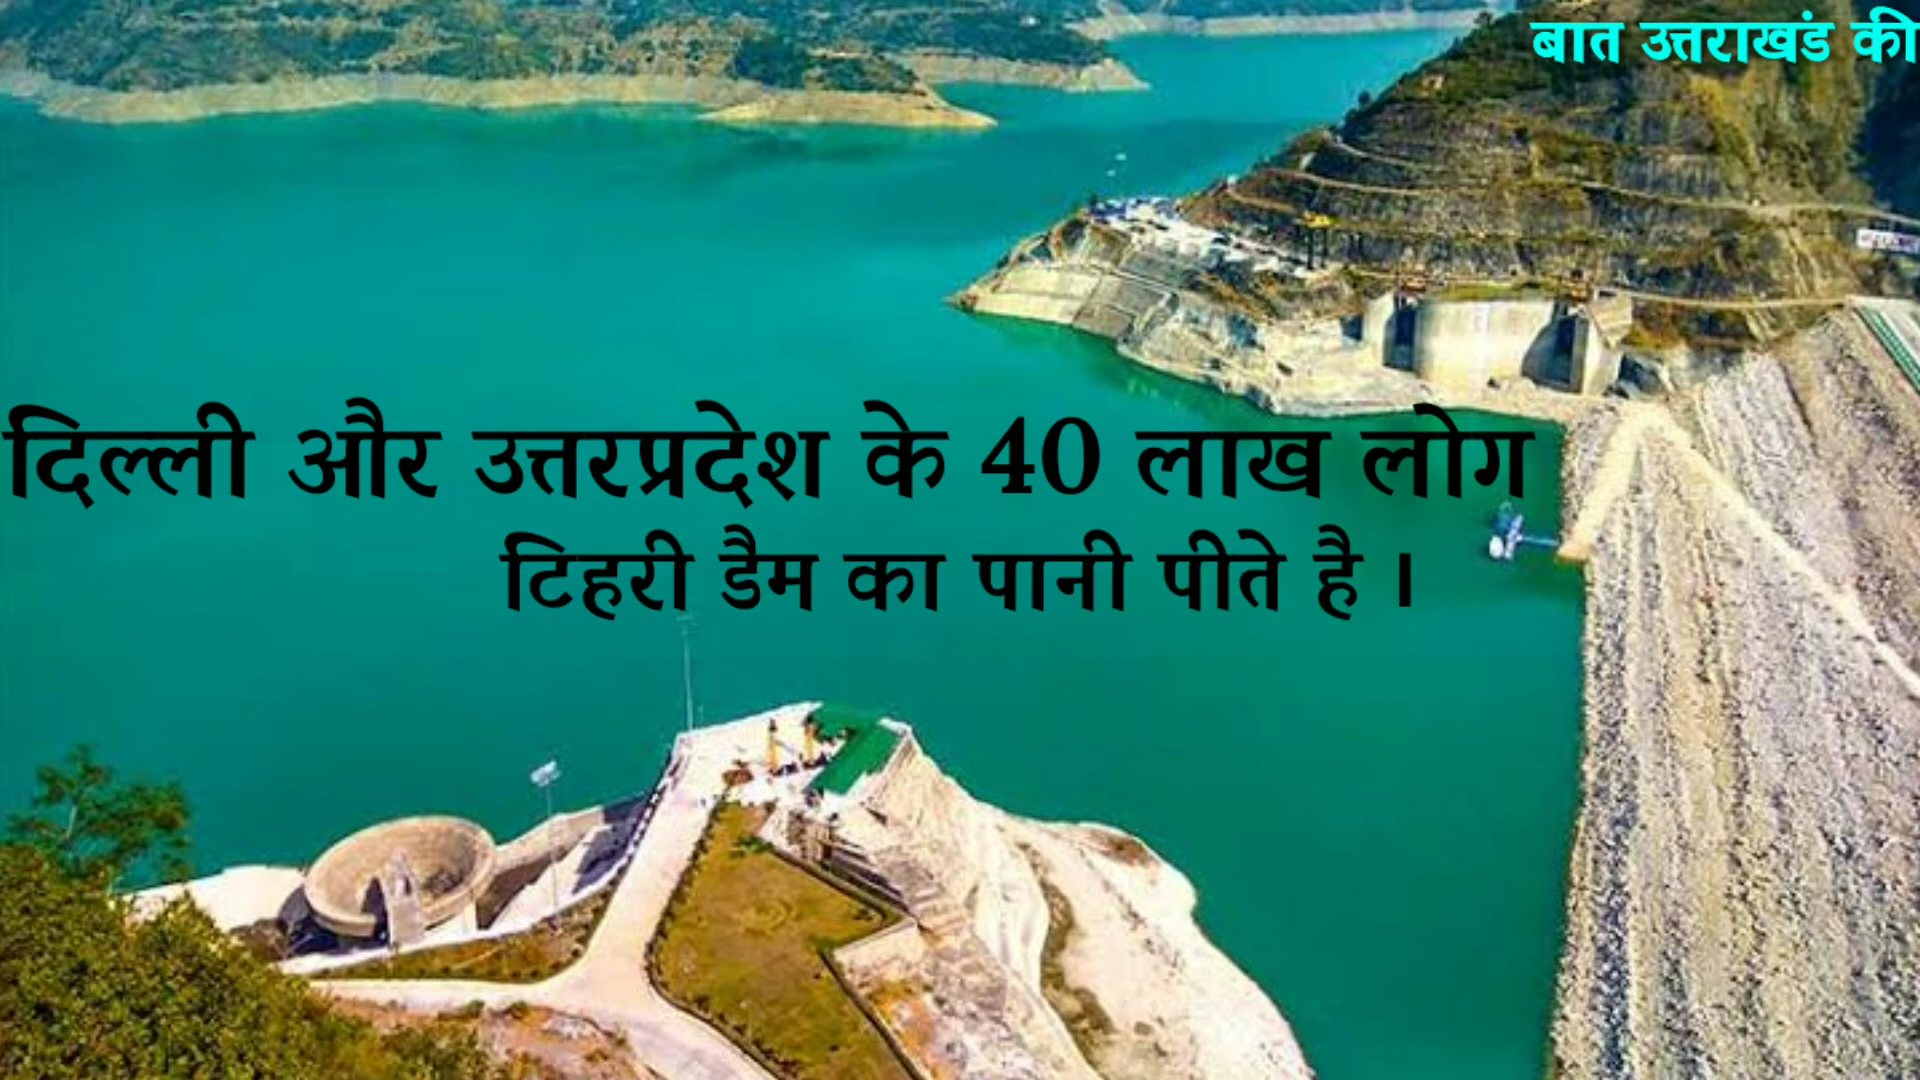 बात उत्तराखंड की
दिल्ली और उत्तरप्रदेश के 40 लाख लोग
टिहरी डैम का पानी पीते है ।